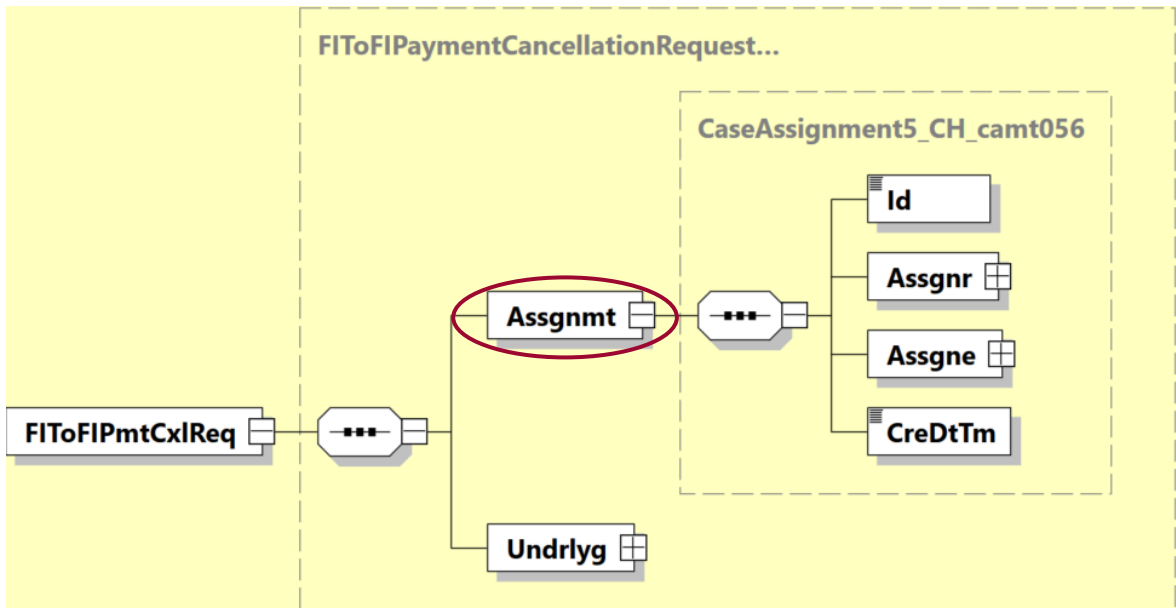 FIToFIPaymentCancellationRequest...
CaseAssignment5_CH_camt056
Id
Assgnr
Assgnmt
Assgne
CreDtTm
FIToFIPmtCxlReq
Undrlyg